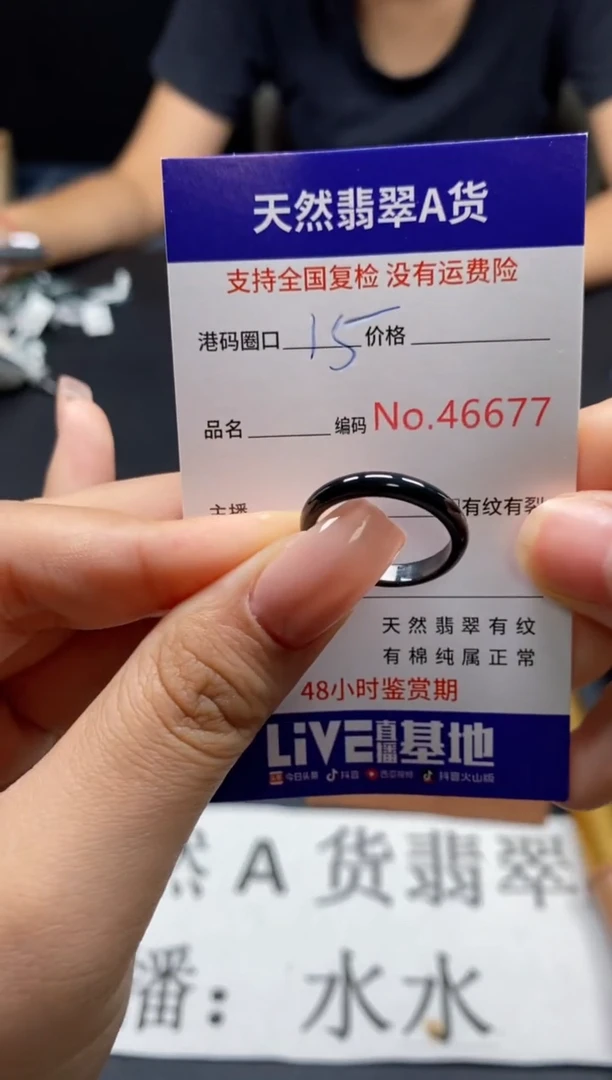 天然翡翠A货
支持全国复检 没有运费险
港码圈口 15 价格
品名 编码 No.46677
主播 有纹有裂
天然翡翠有纹
有棉纯属正常
48小时鉴赏期
LiVE直播基地
今日头条 抖音 西瓜视频 抖音火山版
然A货翡翠
播：水水